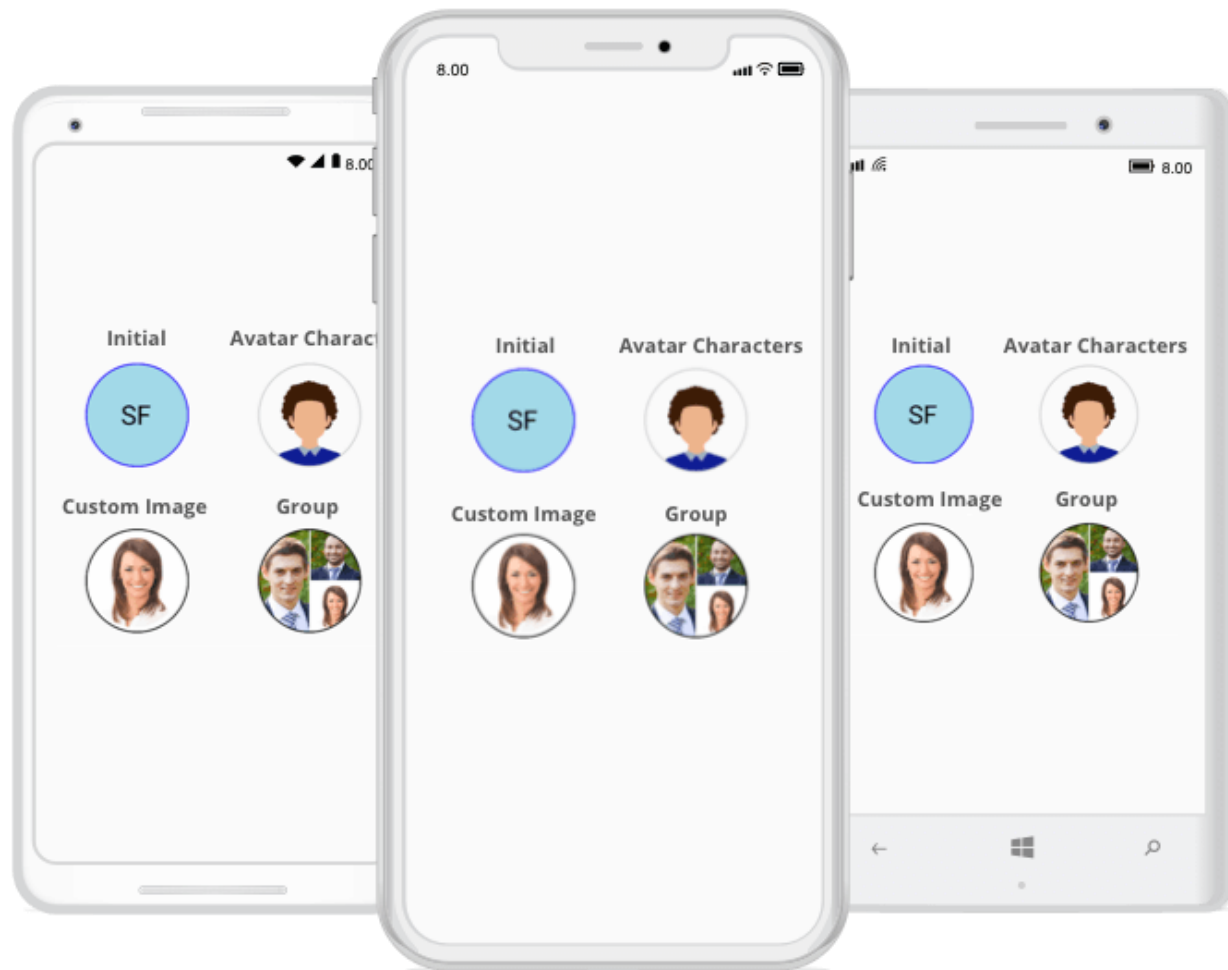 8.00
Initial Avatar Charac
SF
Custom Image Group
8.00
Initial Avatar Characters
SF
Custom Image Group
8.00
Initial Avatar Characters
SF
Custom Image Group